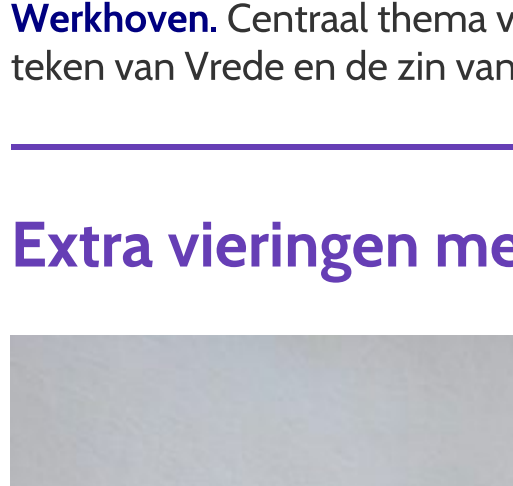 Werkhoven. Centraal thema v
teken van Vrede en de zin van
Extra vieringen me